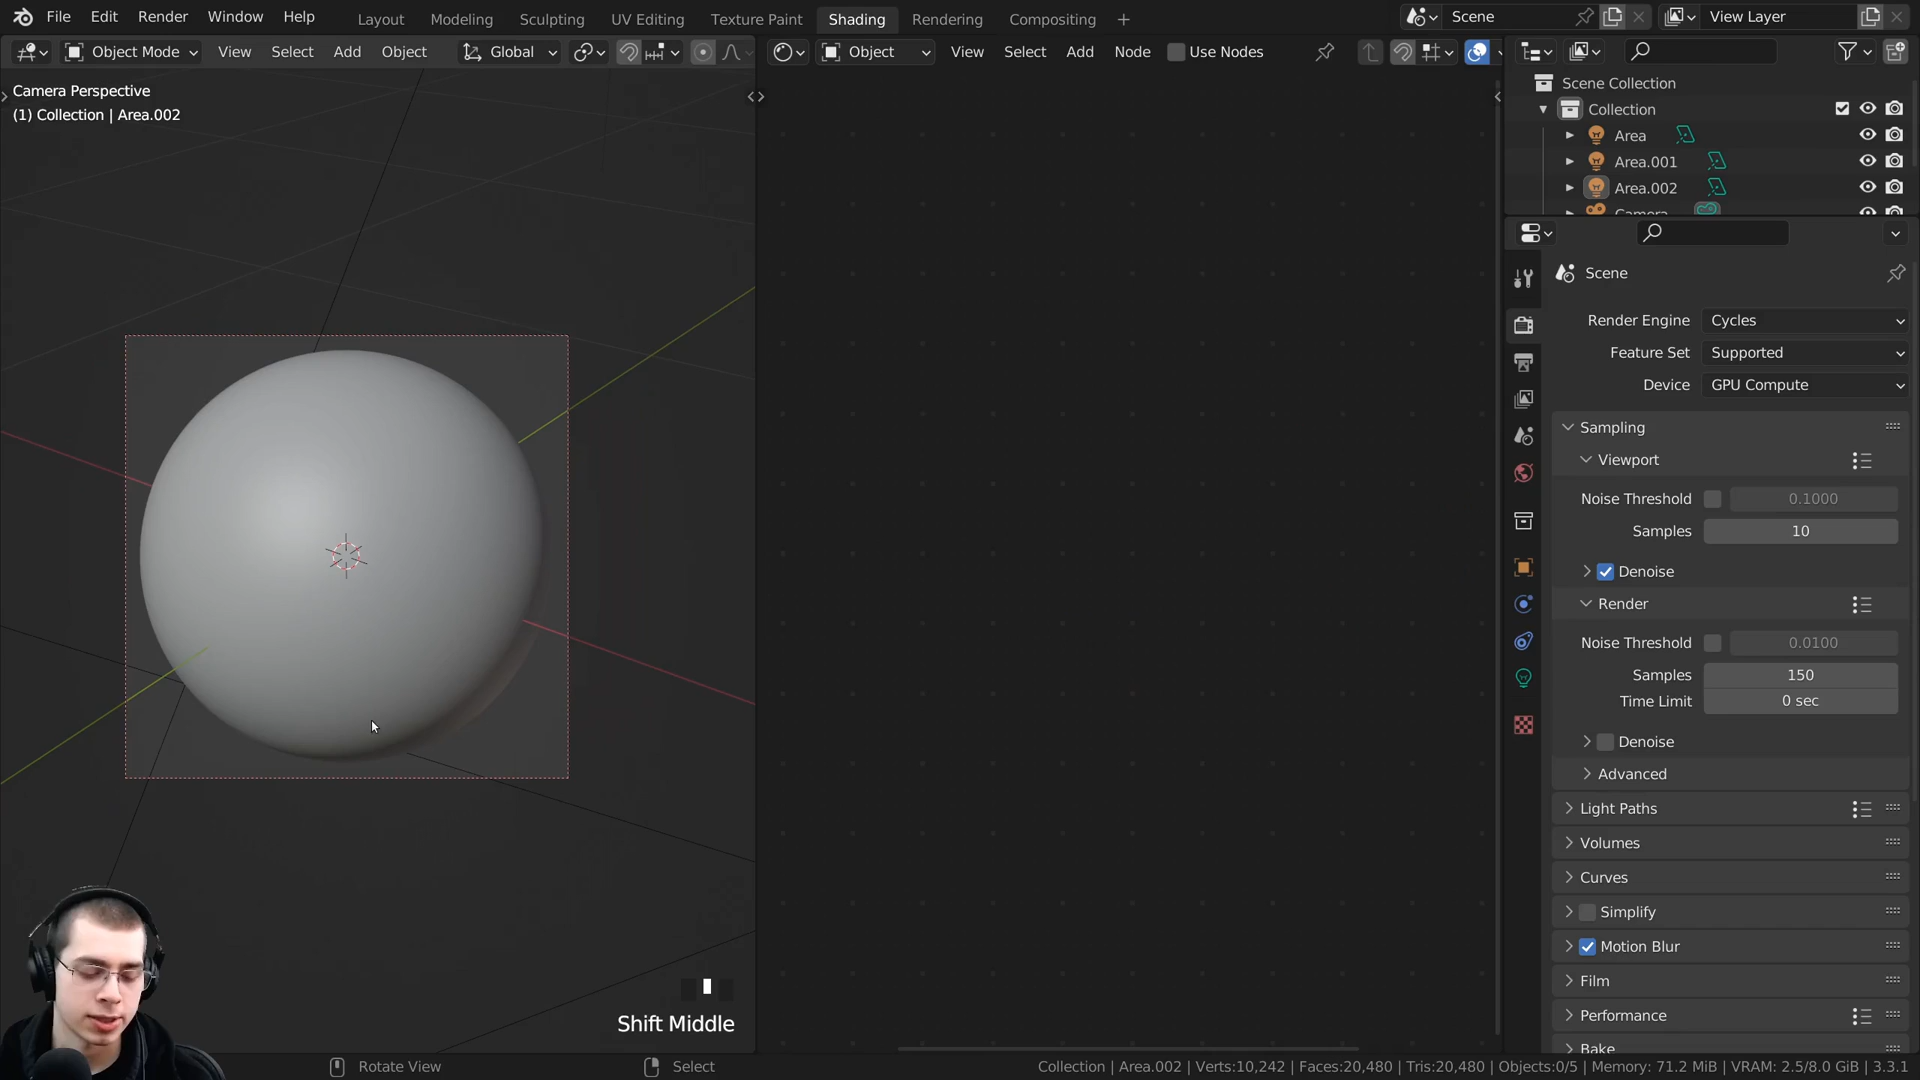 File Edit Render Window Help Layout Modeling Sculpting UV Editing Texture Paint Shading Rendering Compositing + Scene View Layer
Object Mode View Select Add Object Global Object View Select Add Node Use Nodes
Camera Perspective
(1) Collection | Area.002
Scene Collection
Collection
Area
Area.001
Area.002
Camera
Scene
Render Engine Cycles
Feature Set Supported
Device GPU Compute
Sampling
Viewport
Noise Threshold 0.1000
Samples 10
Denoise
Render
Noise Threshold 0.0100
Samples 150
Time Limit 0 sec
Denoise
Advanced
Light Paths
Volumes
Curves
Simplify
Motion Blur
Film
Performance
Bake
Shift Middle
Rotate View Select Collection | Area.002 | Verts:10,242 | Faces:20,480 | Tris:20,480 | Objects:0/5 | Memory: 71.2 MiB | VRAM: 2.5/8.0 GiB | 3.3.1